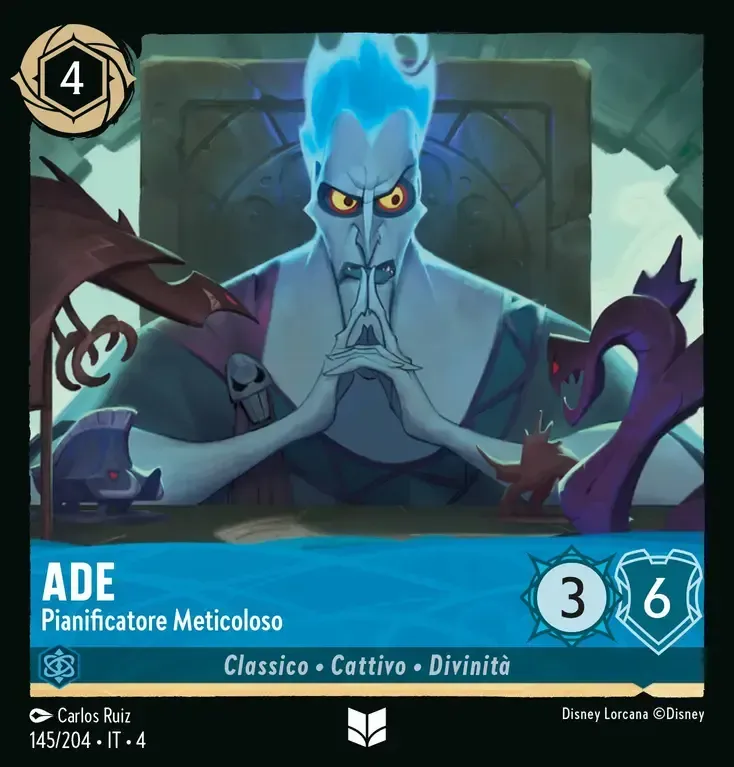 4
ADE
Pianificatore Meticoloso
3
6
Classico • Cattivo • Divinità
Carlos Ruiz
Disney Lorcana ©Disney
145/204 • IT • 4